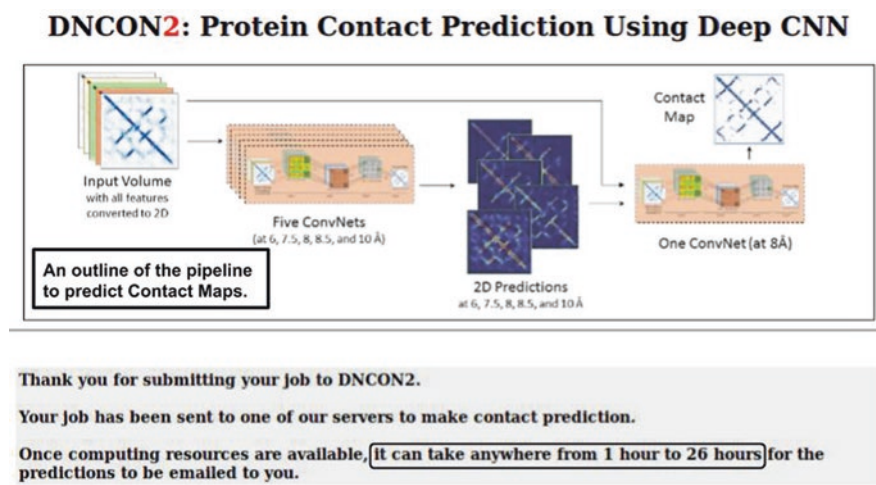 DNCON2: Protein Contact Prediction Using Deep CNN
Input Volume
with all features
converted to 2D
Five ConvNets
(at 6, 7.5, 8, 8.5, and 10 Å)
2D Predictions
at 6, 7.5, 8, 8.5, and 10 Å
Contact
Map
One ConvNet (at 8Å)
An outline of the pipeline
to predict Contact Maps.
Thank you for submitting your job to DNCON2.
Your job has been sent to one of our servers to make contact prediction.
Once computing resources are available, it can take anywhere from 1 hour to 26 hours for the
predictions to be emailed to you.